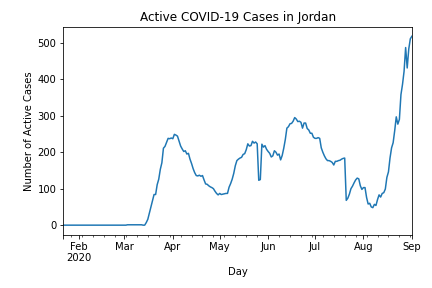 Active COVID-19 Cases in Jordan
Number of Active Cases
500
400
300
200
100
0
Feb
2020
Mar
Apr
May
Jun
Jul
Aug
Sep
Day